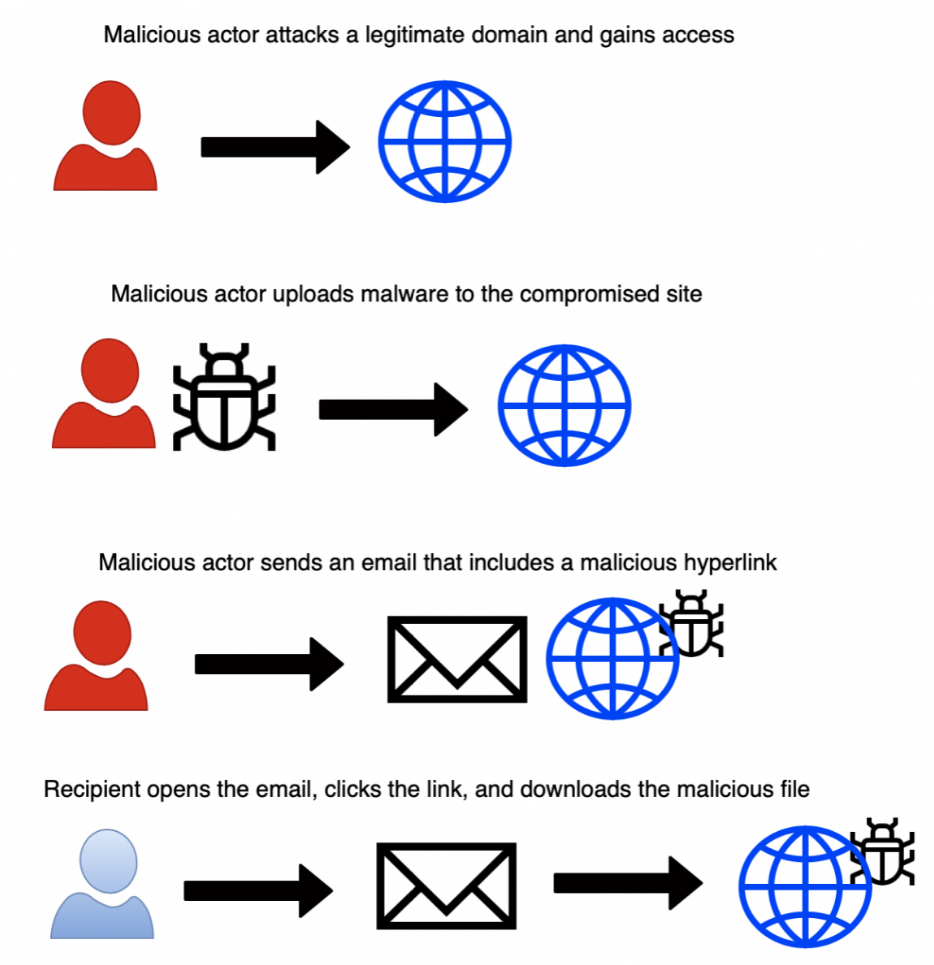 Malicious actor attacks a legitimate domain and gains access
Malicious actor uploads malware to the compromised site
Malicious actor sends an email that includes a malicious hyperlink
Recipient opens the email, clicks the link, and downloads the malicious file